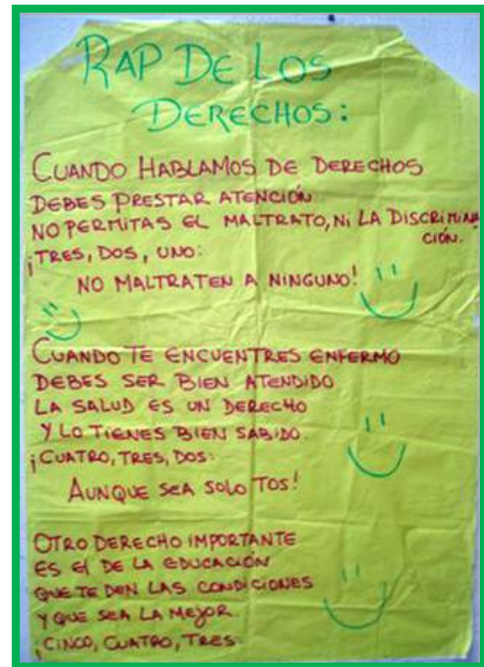 RAP DE LOS
DERECHOS:
CUANDO HABLAMOS DE DERECHOS
DEBES PRESTAR ATENCIÓN
NO PERMITAS EL MALTRATO, NI LA DISCRIMINA
CIÓN.
¡TRES, DOS, UNO:
NO MALTRATEN A NINGUNO!
CUANDO TE ENCUENTRES ENFERMO
DEBES SER BIEN ATENDIDO
LA SALUD ES UN DERECHO
Y LO TIENES BIEN SABIDO.
¡CUATRO, TRES, DOS:
AUNQUE SEA SOLO TOS!
OTRO DERECHO IMPORTANTE
ES El DE LA EDUCACIÓN
QUE TE DEN LAS CONDICIONES
Y QUE SEA LA MEJOR.
¡CINCO, CUATRO, TRES: